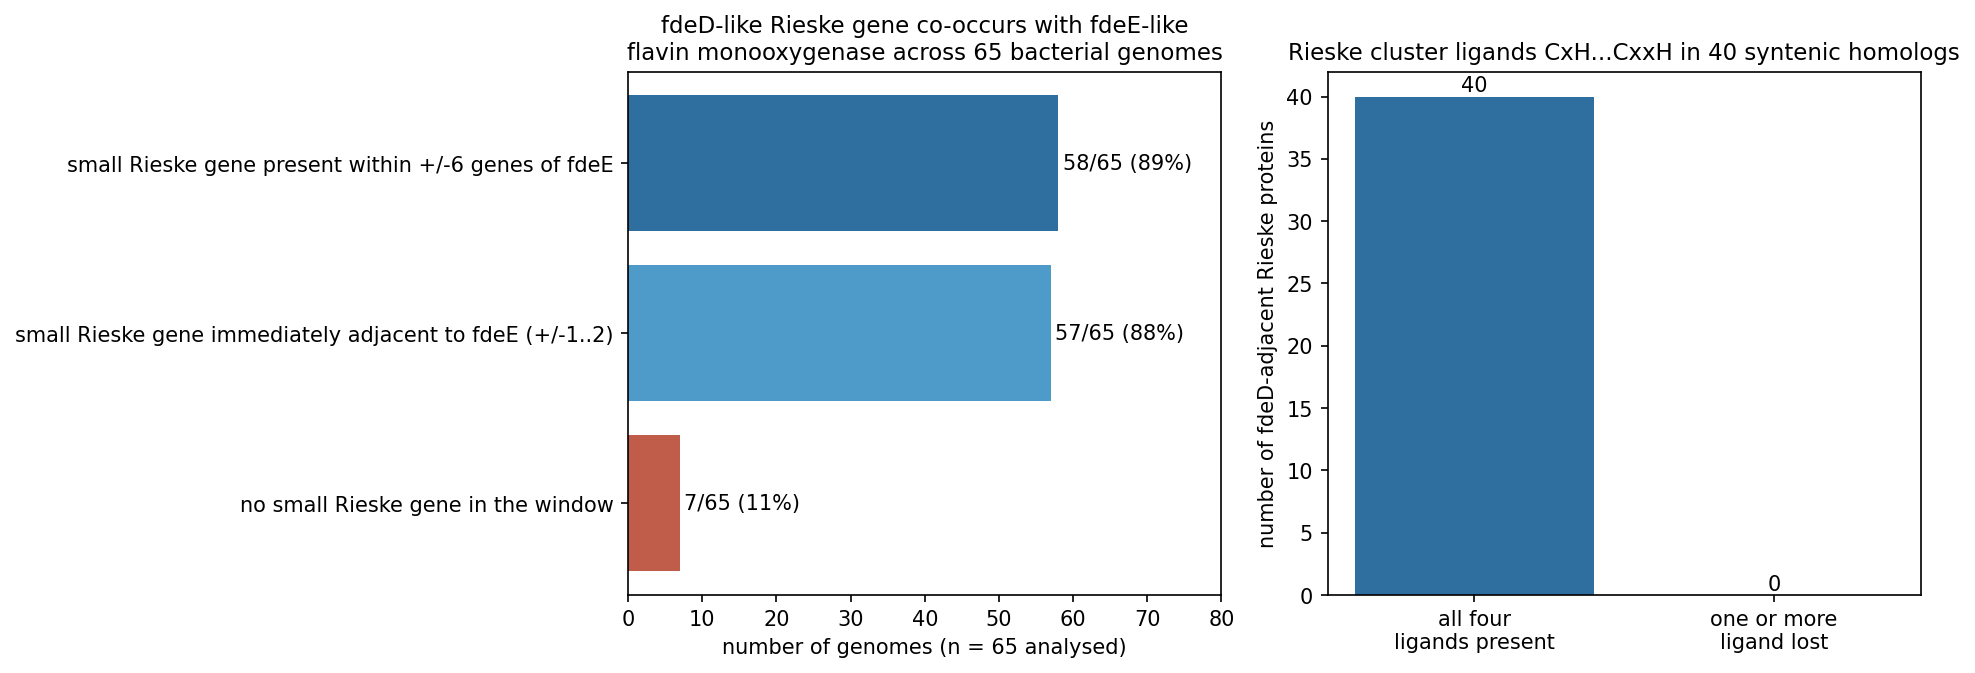 fdeD-like Rieske gene co-occurs with fdeE-like
flavin monooxygenase across 65 bacterial genomes
small Rieske gene present within +/-6 genes of fdeE
58/65 (89%)
small Rieske gene immediately adjacent to fdeE (+/-1..2)
57/65 (88%)
no small Rieske gene in the window
7/65 (11%)
0 10 20 30 40 50 60 70 80
number of genomes (n = 65 analysed)
Rieske cluster ligands CxH...CxxH in 40 syntenic homologs
number of fdeD-adjacent Rieske proteins
40
35
30
25
20
15
10
5
0
40
0
all four
ligands present
one or more
ligand lost